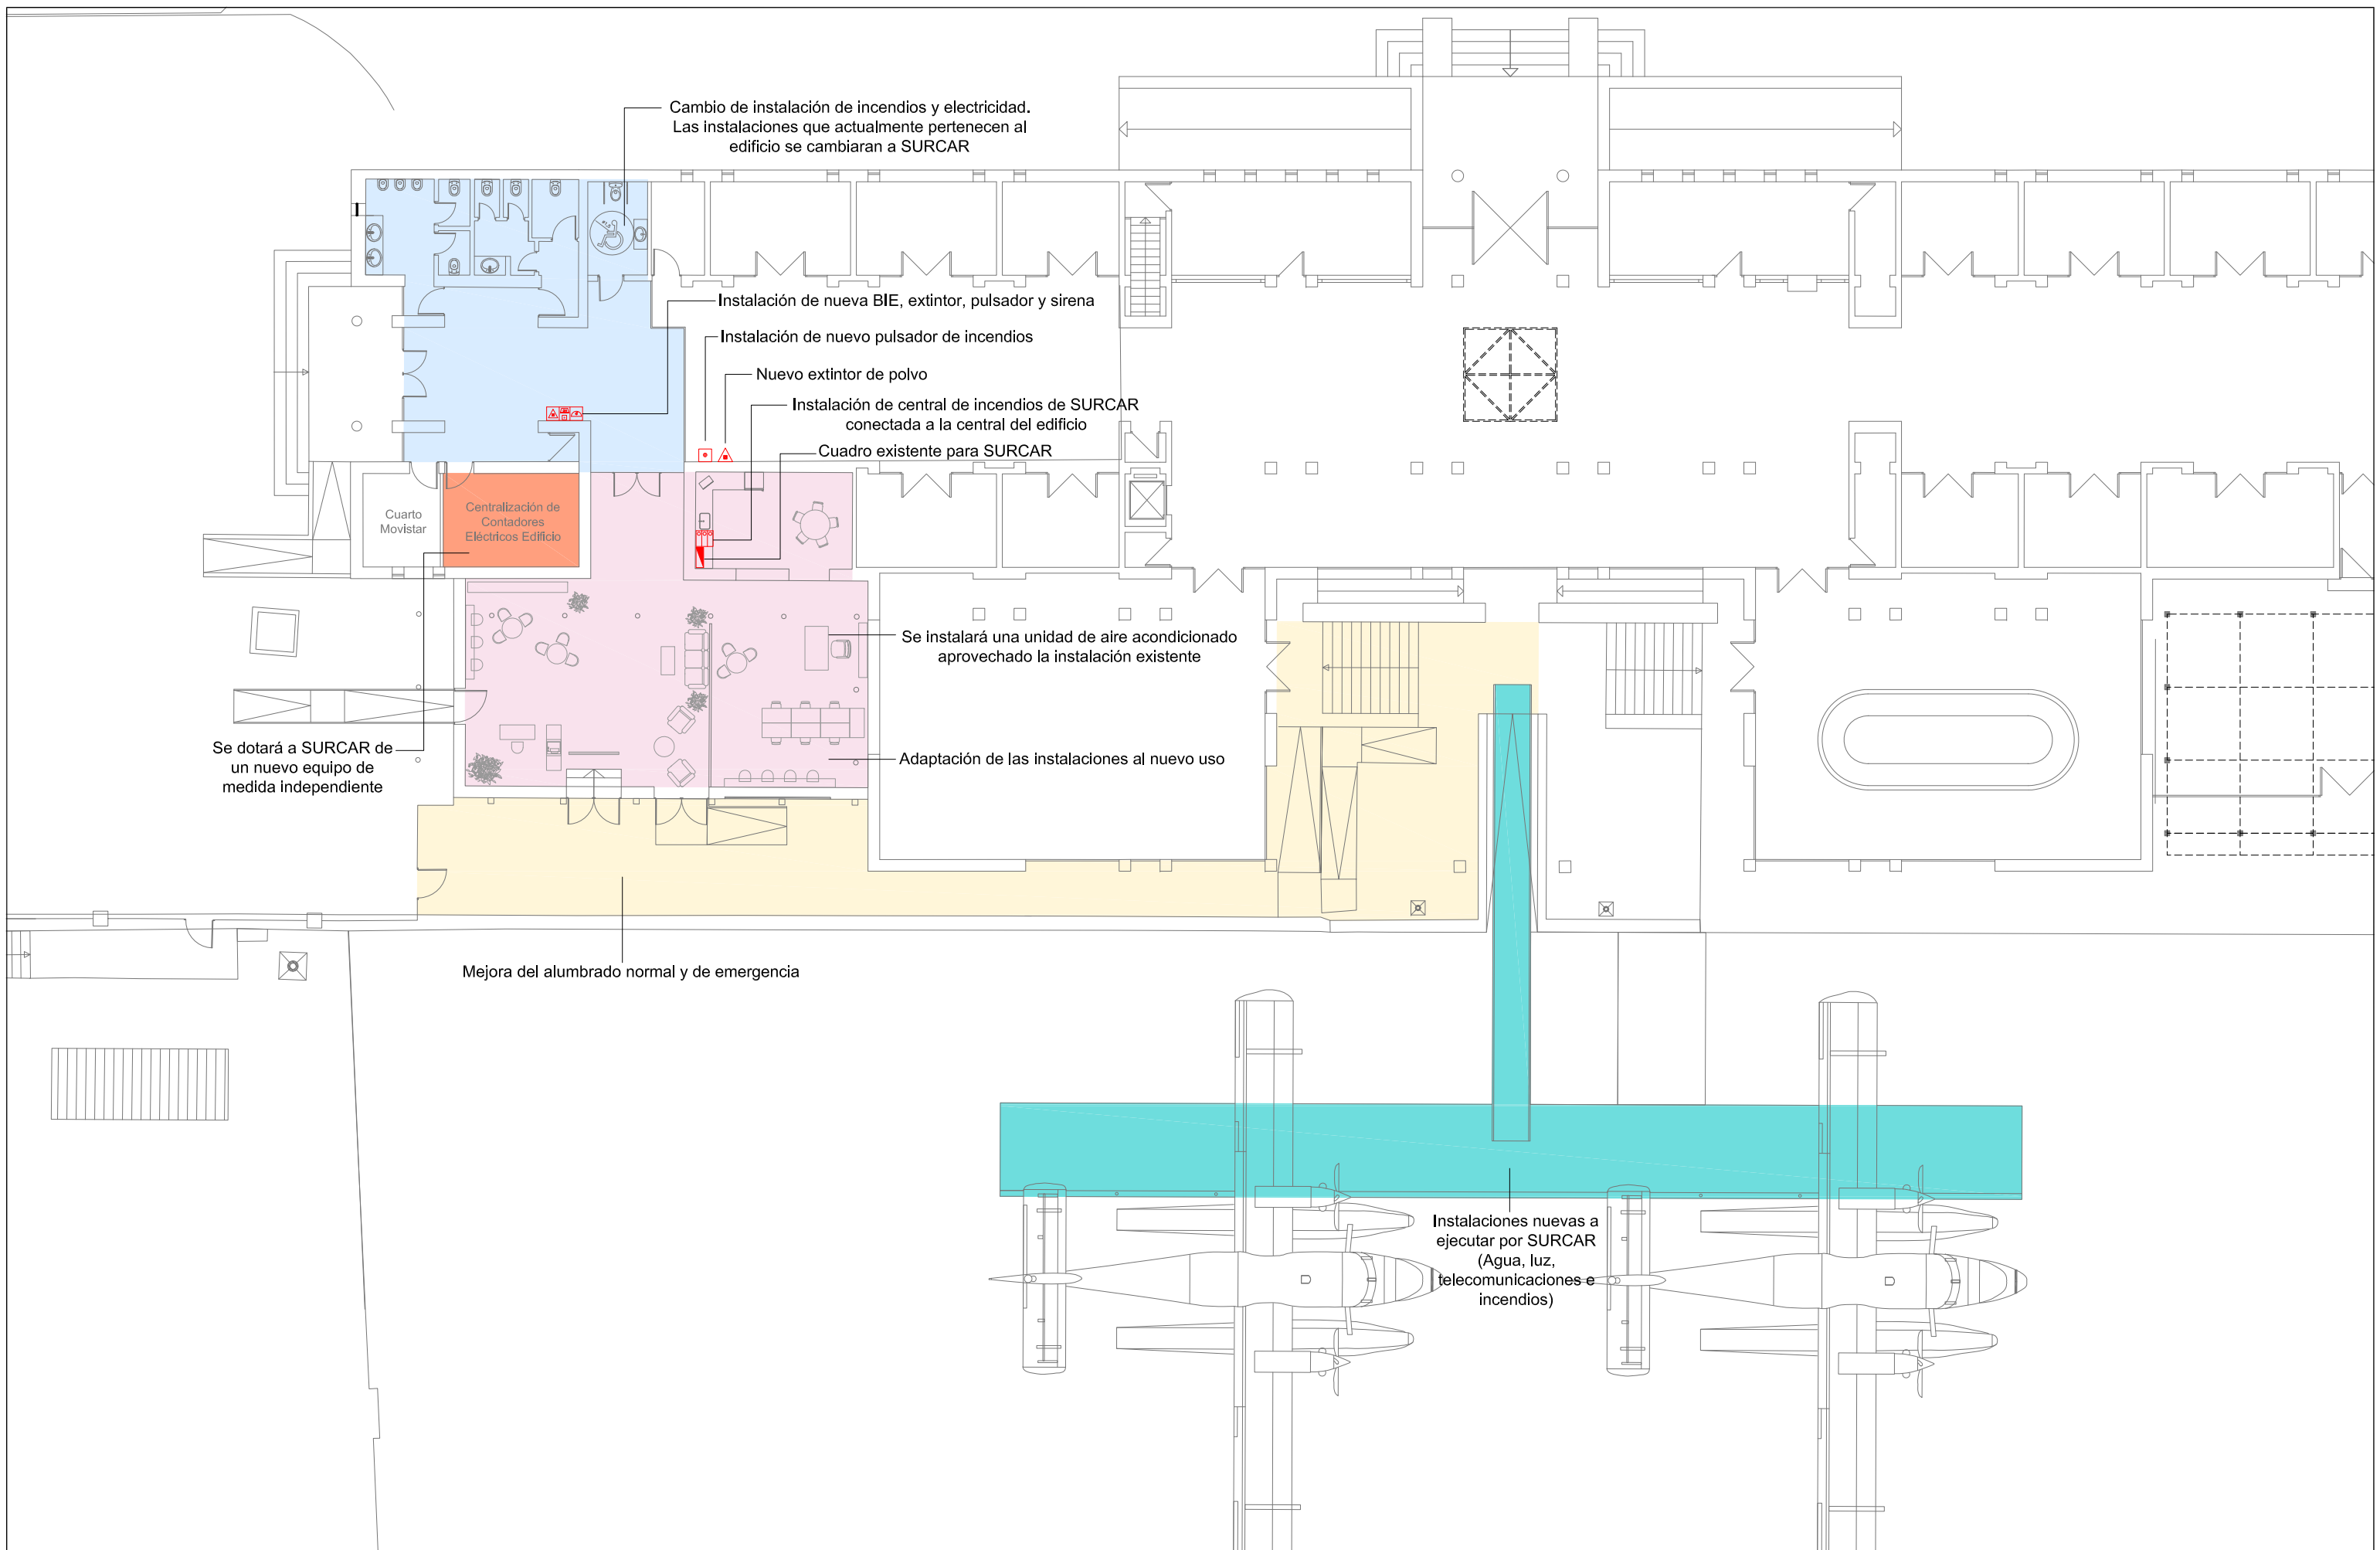 Cambio de instalación de incendios y electricidad.
Las instalaciones que actualmente pertenecen al
edificio se cambiaran a SURCAR
Instalación de nueva BIE, extintor, pulsador y sirena
Instalación de nuevo pulsador de incendios
Nuevo extintor de polvo
Instalación de central de incendios de SURCAR
conectada a la central del edificio
Cuadro existente para SURCAR
Cuarto
Movistar
Centralización de
Contadores
Eléctricos Edificio
Se instalará una unidad de aire acondicionado
aprovechado la instalación existente
Se dotará a SURCAR de
un nuevo equipo de
medida independiente
Adaptación de las instalaciones al nuevo uso
Mejora del alumbrado normal y de emergencia
Instalaciones nuevas a
ejecutar por SURCAR
(Agua, luz,
telecomunicaciones e
incendios)